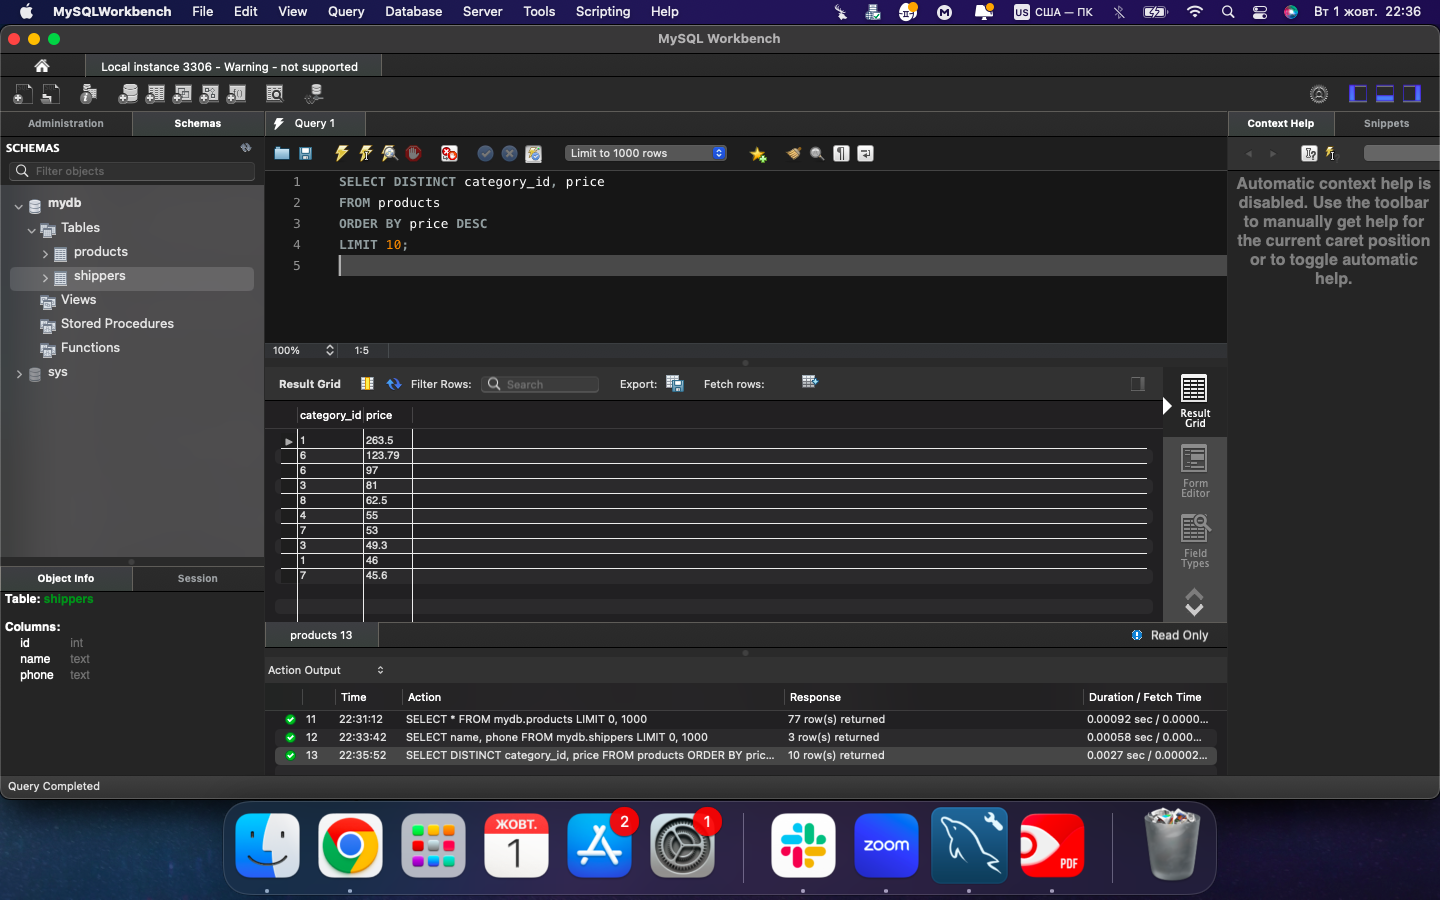 MySQLWorkbench File Edit View Query Database Server Tools Scripting Help US США — ПК Вт 1 жовт. 22:36
MySQL Workbench
Local instance 3306 - Warning - not supported
Administration Schemas Query 1 Context Help Snippets
SCHEMAS
Filter objects
Limit to 1000 rows
mydb
Tables
products
shippers
Views
Stored Procedures
Functions
sys
1 SELECT DISTINCT category_id, price
2 FROM products
3 ORDER BY price DESC
4 LIMIT 10;
5
100% 1:5
Automatic context help is
disabled. Use the toolbar
to manually get help for
the current caret position
or to toggle automatic
help.
Result Grid Filter Rows: Search Export: Fetch rows:
category_id price
1 263.5
6 123.79
6 97
3 81
8 62.5
4 55
7 53
3 49.3
1 46
7 45.6
Result
Grid
Form
Editor
Field
Types
products 13 Read Only
Object Info Session
Table: shippers
Columns:
id int
name text
phone text
Action Output
Time Action Response Duration / Fetch Time
11 22:31:12 SELECT * FROM mydb.products LIMIT 0, 1000 77 row(s) returned 0.00092 sec / 0.0000...
12 22:33:42 SELECT name, phone FROM mydb.shippers LIMIT 0, 1000 3 row(s) returned 0.00058 sec / 0.000...
13 22:35:52 SELECT DISTINCT category_id, price FROM products ORDER BY pric... 10 row(s) returned 0.0027 sec / 0.00002...
Query Completed
ЖОВТ.
1
2
1
zoom
PDF